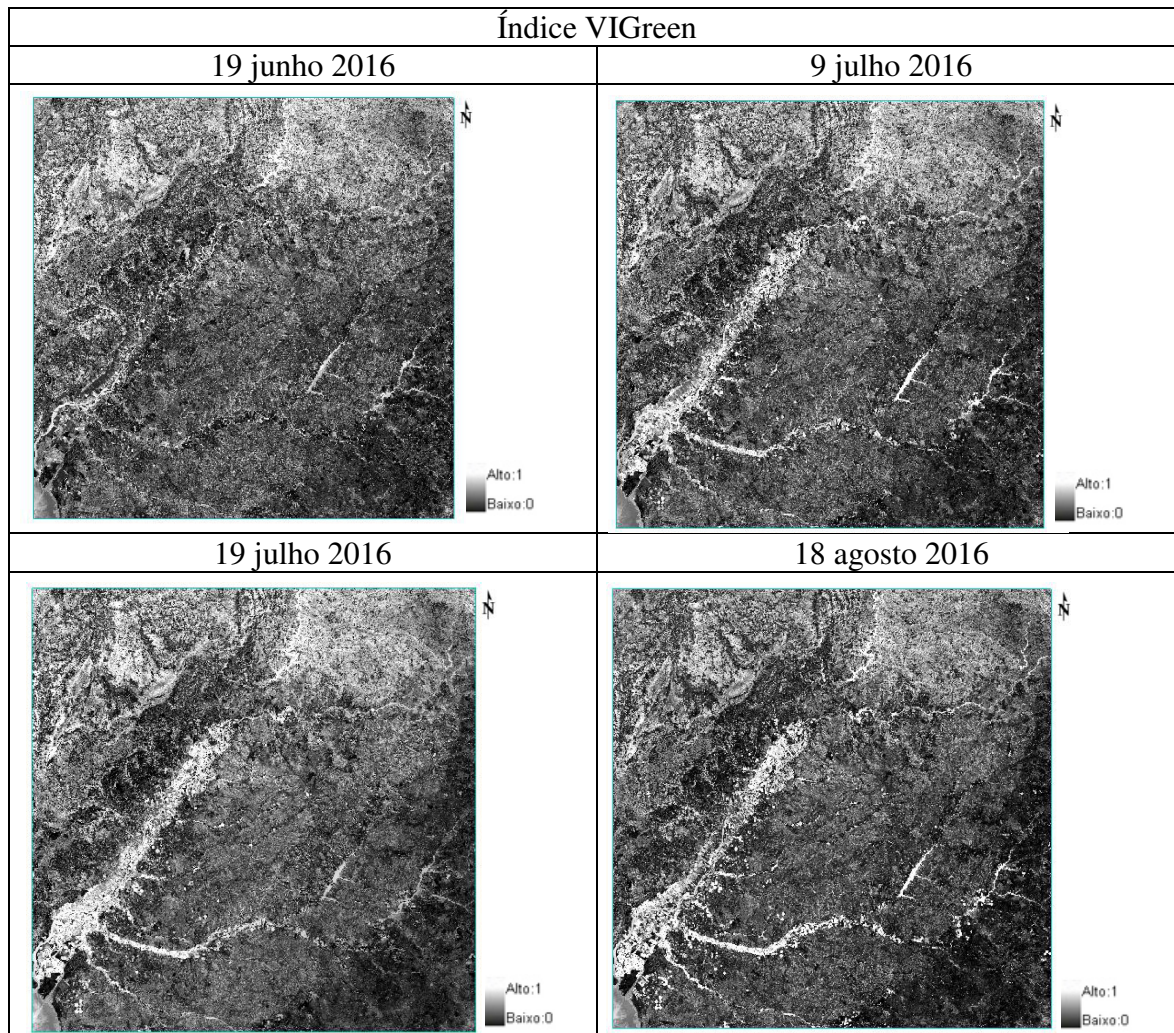 Índice VIGreen
19 junho 2016
9 julho 2016
N
N
Alto:1
Baixo:0
Alto:1
Baixo:0
19 julho 2016
18 agosto 2016
N
N
Alto:1
Baixo:0
Alto:1
Baixo:0